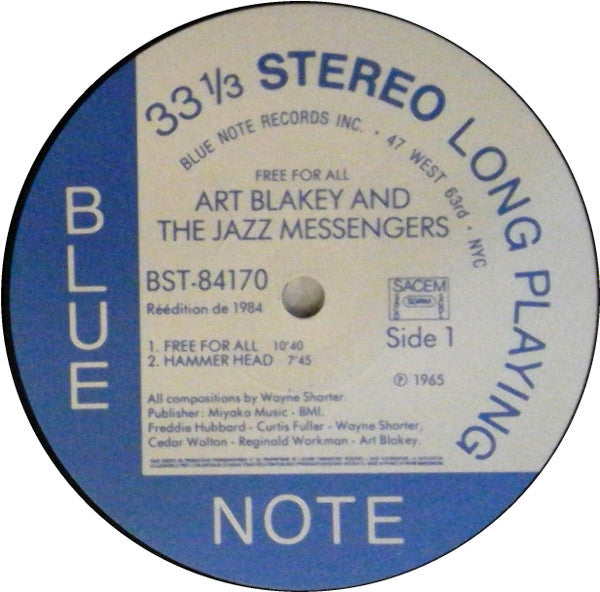 33 1/3 STEREO LONG PLAYING
BLUE NOTE RECORDS INC. • 47 WEST 63rd • NYC
FREE FOR ALL
ART BLAKEY AND
THE JAZZ MESSENGERS
BST-84170
Réédition de 1984
SACEM
SDRM
Side 1
1. FREE FOR ALL 10'40
2. HAMMER HEAD 7'45
℗ 1965
All compositions by Wayne Shorter.
Publisher : Miyako Music - BMI.
Freddie Hubbard - Curtis Fuller - Wayne Shorter,
Cedar Walton - Reginald Workman - Art Blakey.
BLUE
NOTE